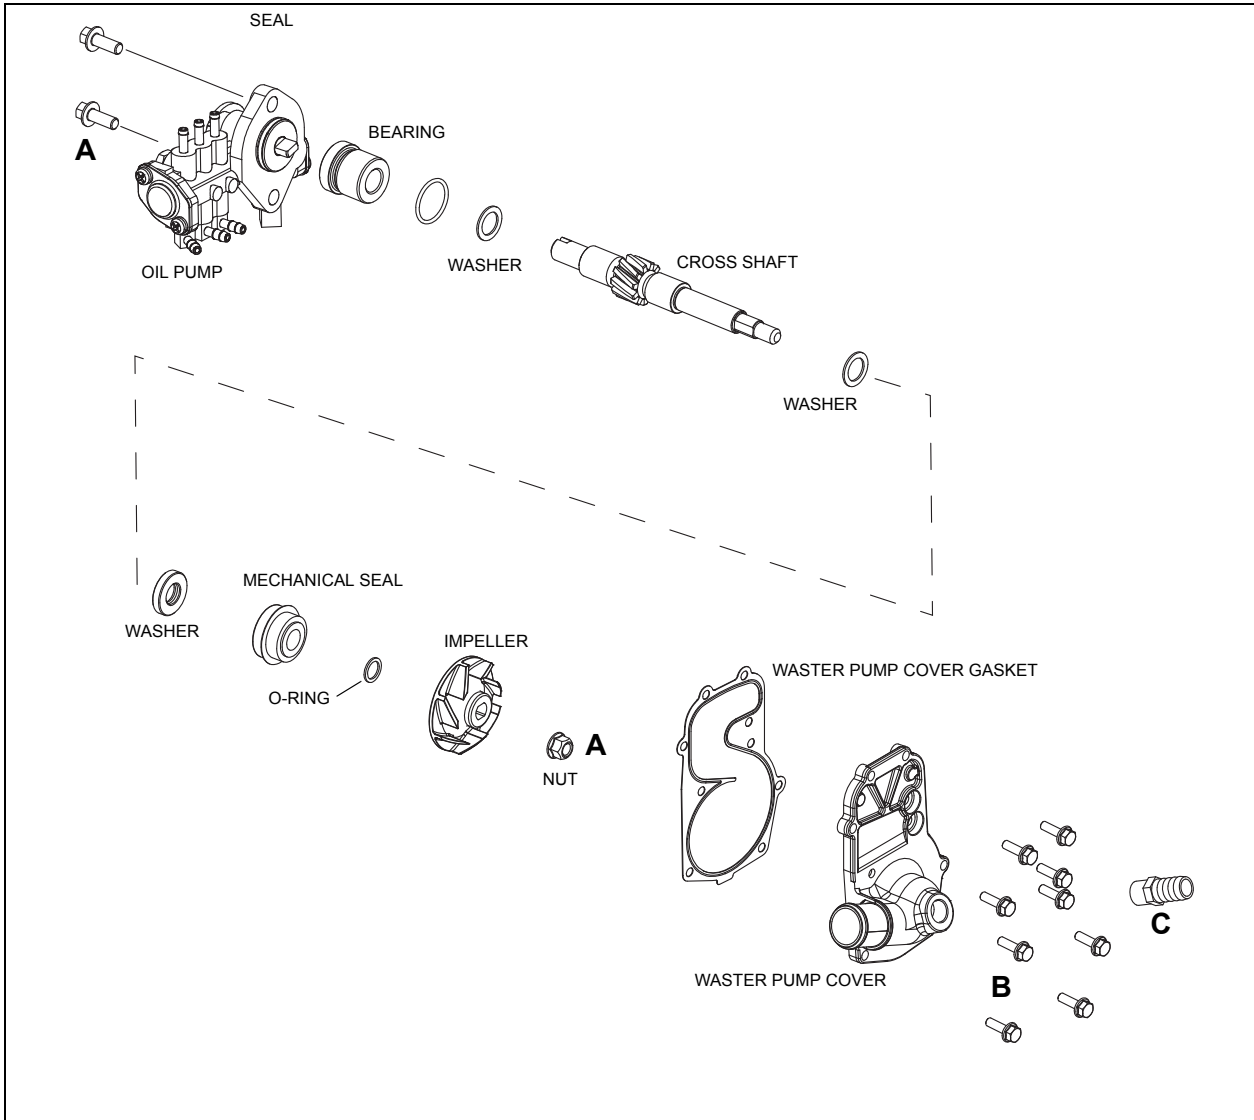 SEAL
A
BEARING
OIL PUMP
WASHER
CROSS SHAFT
WASHER
MECHANICAL SEAL
WASHER
IMPELLER
O-RING
A
NUT
WASTER PUMP COVER GASKET
WASTER PUMP COVER
B
C